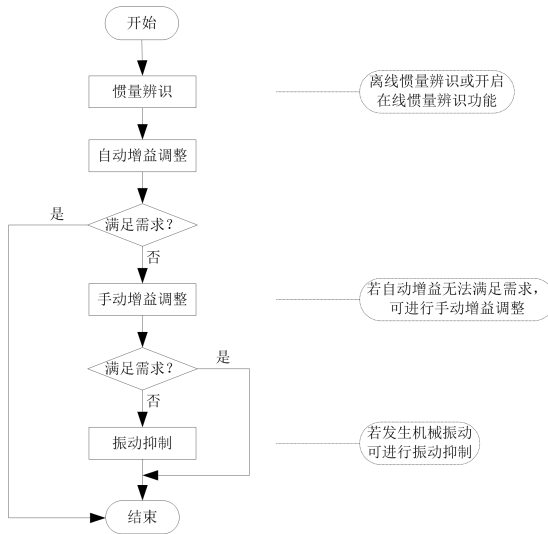 开始
惯量辨识
离线惯量辨识或开启
在线惯量辨识功能
自动增益调整
是
满足需求？
否
手动增益调整
若自动增益无法满足需求，
可进行手动增益调整
满足需求？
是
否
振动抑制
若发生机械振动
可进行振动抑制
结束